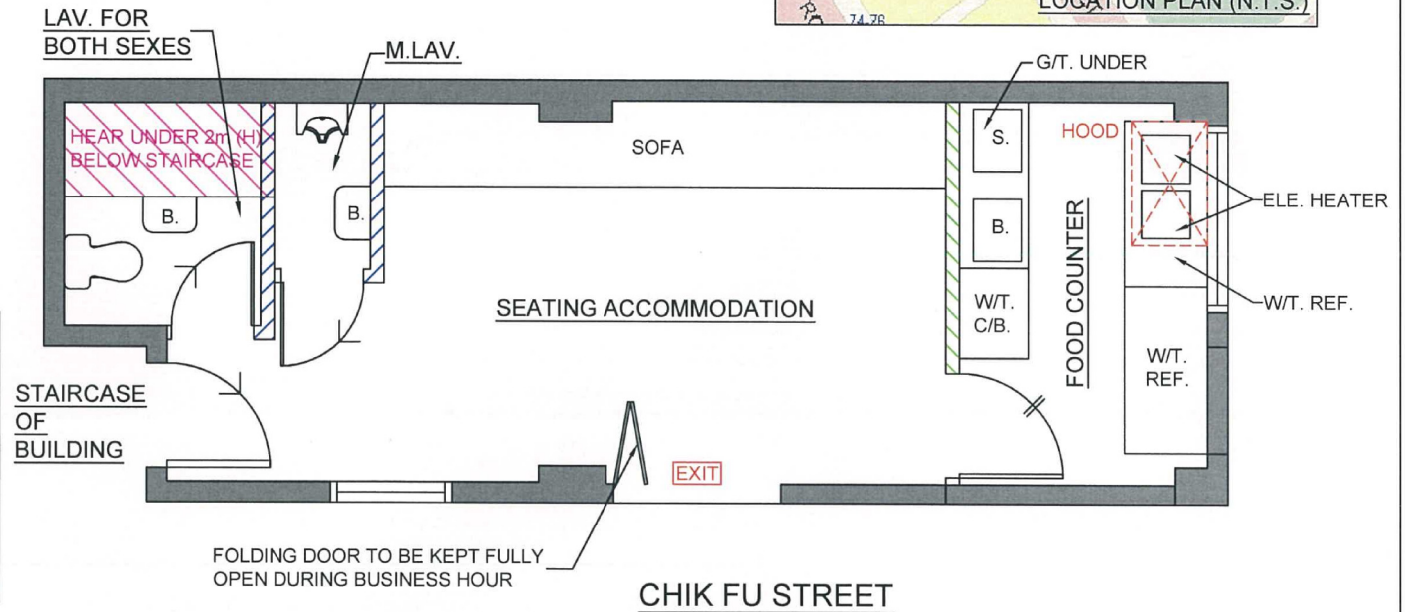 LOCATION PLAN (N.T.S.)
74-76
LAV. FOR
BOTH SEXES
M.LAV.
G/T. UNDER
HEAR UNDER 2m (H)
BELOW STAIRCASE
SOFA
S.
HOOD
B.
B.
B.
ELE. HEATER
FOOD COUNTER
SEATING ACCOMMODATION
W/T.
C/B.
W/T. REF.
W/T.
REF.
STAIRCASE
OF
BUILDING
EXIT
FOLDING DOOR TO BE KEPT FULLY
OPEN DURING BUSINESS HOUR
CHIK FU STREET